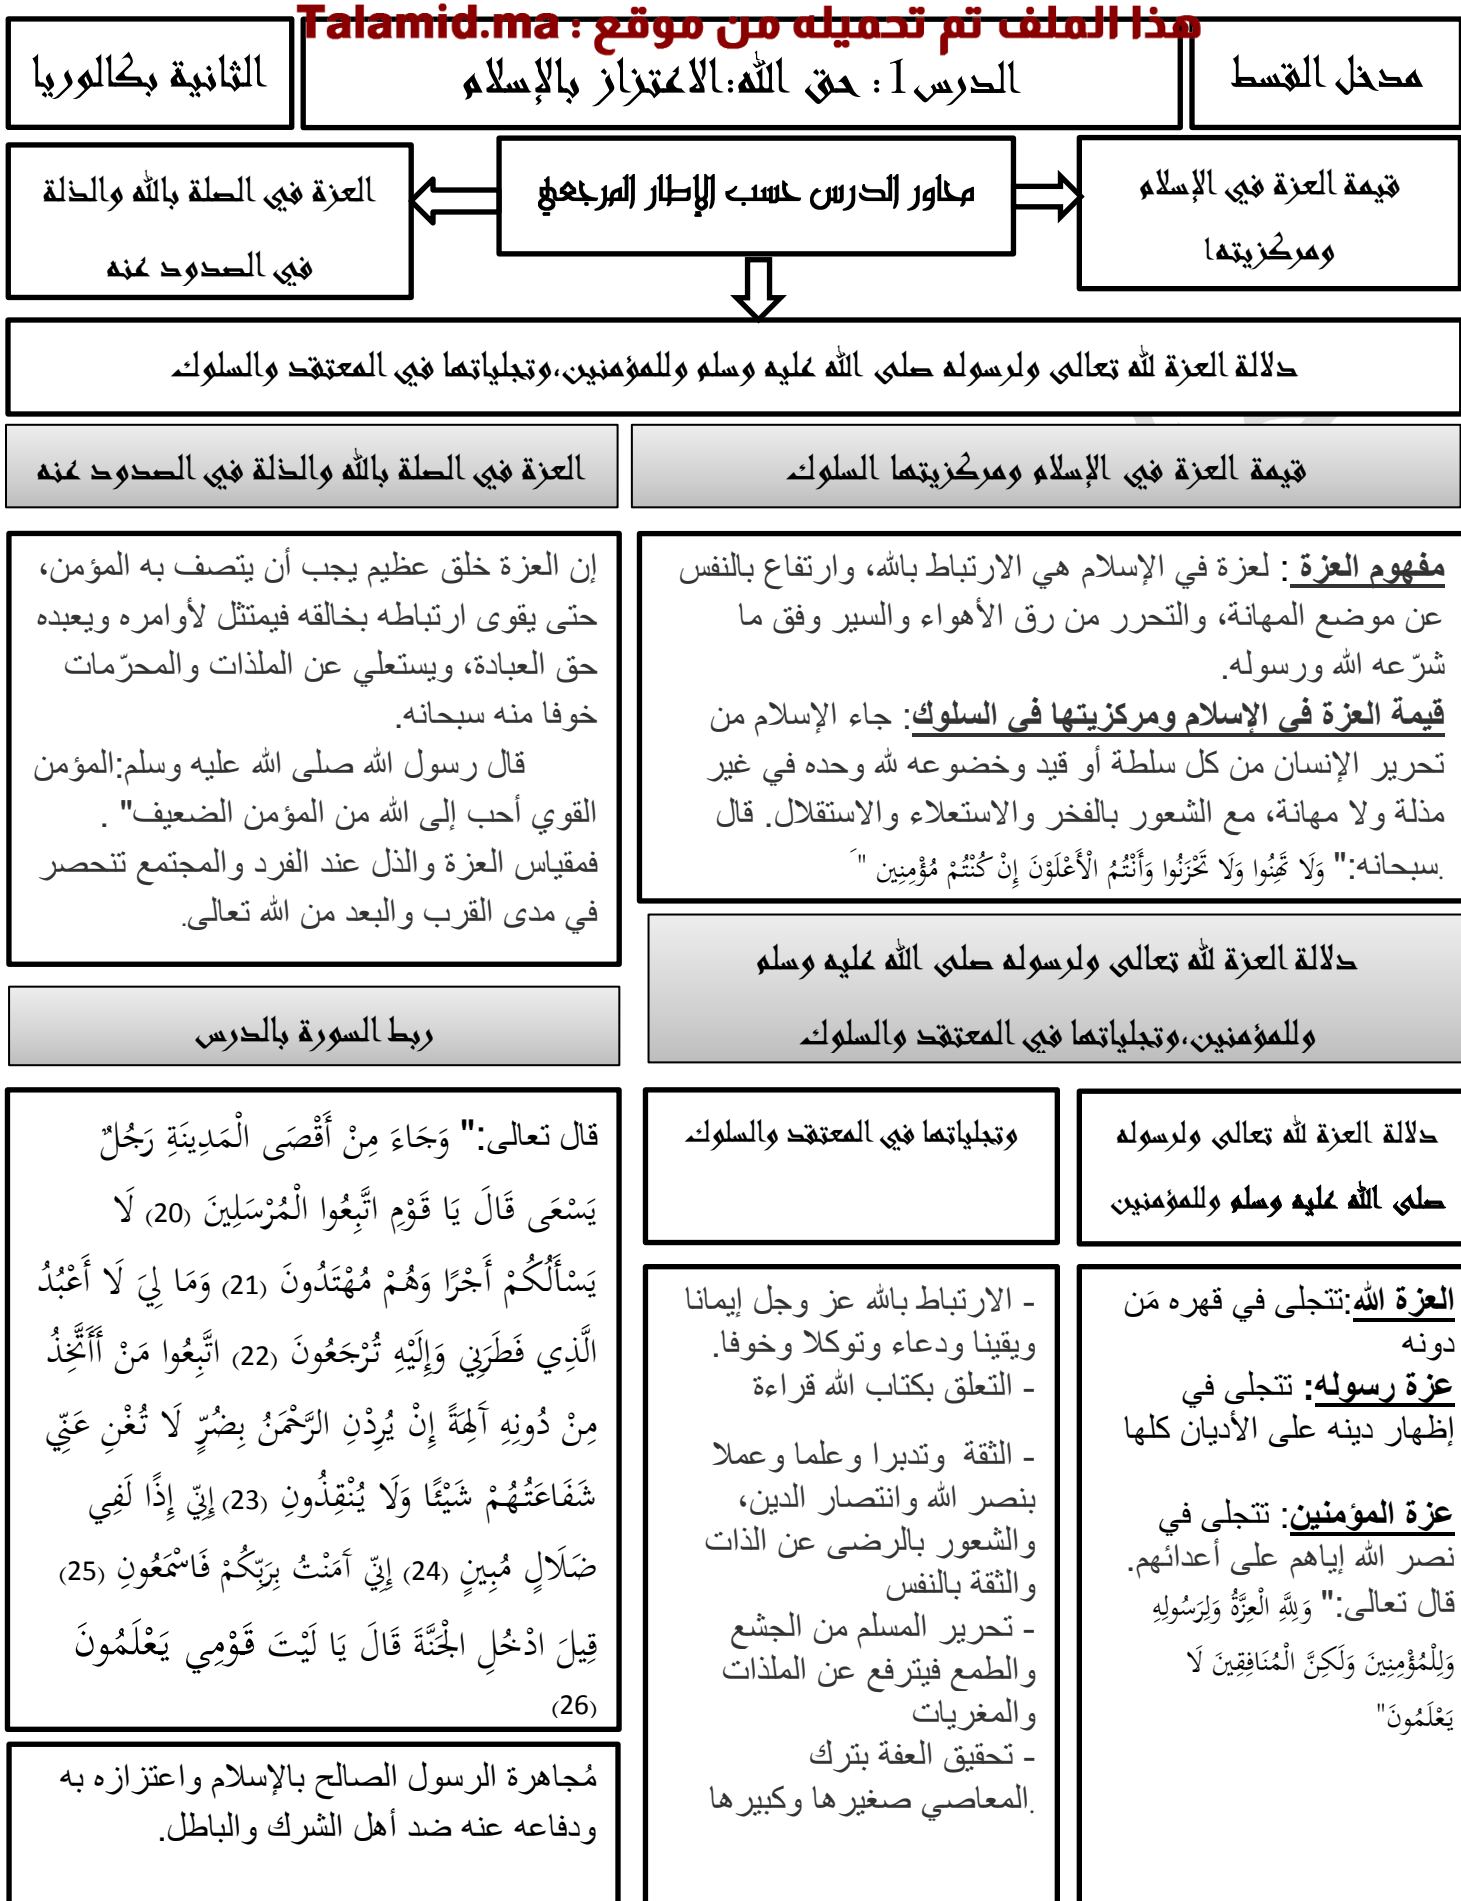 هذا الملف تم تحميله من موقع : Talamid.ma
مدخل القسط
الدرس1: حق الله:الاعتزاز بالإسلام
الثانية بكالوريا
قيمة العزة في الإسلام
ومركزيتها
محاور الدرس حسب الإطار المرجعي
العزة في الصلة بالله والذلة
في الصدود عنه
دلالة العزة لله تعالى ولرسوله صلى الله عليه وسلم وللمؤمنين،وتجلياتها في المعتقد والسلوك
قيمة العزة في الإسلام ومركزيتها السلوك
العزة في الصلة بالله والذلة في الصدود عنه
مفهوم العزة : لعزة في الإسلام هي الارتباط بالله، وارتفاع بالنفس
عن موضع المهانة، والتحرر من رق الأهواء والسير وفق ما
شرّعه الله ورسوله.
قيمة العزة في الإسلام ومركزيتها في السلوك: جاء الإسلام من
تحرير الإنسان من كل سلطة أو قيد وخضوعه لله وحده في غير
مذلة ولا مهانة، مع الشعور بالفخر والاستعلاء والاستقلال. قال
.سبحانه:" وَلَا تَهِنُوا وَلَا تَحْزَنُوا وَأَنْتُمُ الْأَعْلَوْنَ إِنْ كُنْتُمْ مُؤْمِنِين "َ
إن العزة خلق عظيم يجب أن يتصف به المؤمن،
حتى يقوى ارتباطه بخالقه فيمتثل لأوامره ويعبده
حق العبادة، ويستعلي عن الملذات والمحرّمات
خوفا منه سبحانه.
قال رسول الله صلى الله عليه وسلم:المؤمن
القوي أحب إلى الله من المؤمن الضعيف" .
فمقياس العزة والذل عند الفرد والمجتمع تنحصر
في مدى القرب والبعد من الله تعالى.
دلالة العزة لله تعالى ولرسوله صلى الله عليه وسلم
وللمؤمنين،وتجلياتها في المعتقد والسلوك
ربط السورة بالدرس
دلالة العزة لله تعالى ولرسوله
صلى الله عليه وسلم وللمؤمنين
وتجلياتها في المعتقد والسلوك
العزة الله:تتجلى في قهره مَن
دونه
عزة رسوله: تتجلى في
إظهار دينه على الأديان كلها
عزة المؤمنين: تتجلى في
نصر الله إياهم على أعدائهم.
قال تعالى:" وَلِلَّهِ الْعِزَّةُ وَلِرَسُولِهِ
وَلِلْمُؤْمِنِينَ وَلَكِنَّ الْمُنَافِقِينَ لَا
يَعْلَمُونَ"
- الارتباط بالله عز وجل إيمانا
ويقينا ودعاء وتوكلا وخوفا.
- التعلق بكتاب الله قراءة
- الثقة  وتدبرا وعلما وعملا
بنصر الله وانتصار الدين،
والشعور بالرضى عن الذات
والثقة بالنفس
- تحرير المسلم من الجشع
والطمع فيترفع عن الملذات
والمغريات
- تحقيق العفة بترك
.المعاصي صغيرها وكبيرها
قال تعالى:" وَجَاءَ مِنْ أَقْصَى الْمَدِينَةِ رَجُلٌ
يَسْعَى قَالَ يَا قَوْمِ اتَّبِعُوا الْمُرْسَلِينَ (20) لَا
يَسْأَلُكُمْ أَجْرًا وَهُمْ مُهْتَدُونَ (21) وَمَا لِيَ لَا أَعْبُدُ
الَّذِي فَطَرَنِي وَإِلَيْهِ تُرْجَعُونَ (22) اتَّبِعُوا مَنْ أَأَتَّخِذُ
مِنْ دُونِهِ آَلِهَةً إِنْ يُرِدْنِ الرَّحْمَنُ بِضُرٍّ لَا تُغْنِ عَنِّي
شَفَاعَتُهُمْ شَيْئًا وَلَا يُنْقِذُونِ (23) إِنِّي إِذًا لَفِي
ضَلَالٍ مُبِينٍ (24) إِنِّي آَمَنْتُ بِرَبِّكُمْ فَاسْمَعُونِ (25)
قِيلَ ادْخُلِ الْجَنَّةَ قَالَ يَا لَيْتَ قَوْمِي يَعْلَمُونَ
(26)
مُجاهرة الرسول الصالح بالإسلام واعتزازه به
ودفاعه عنه ضد أهل الشرك والباطل.